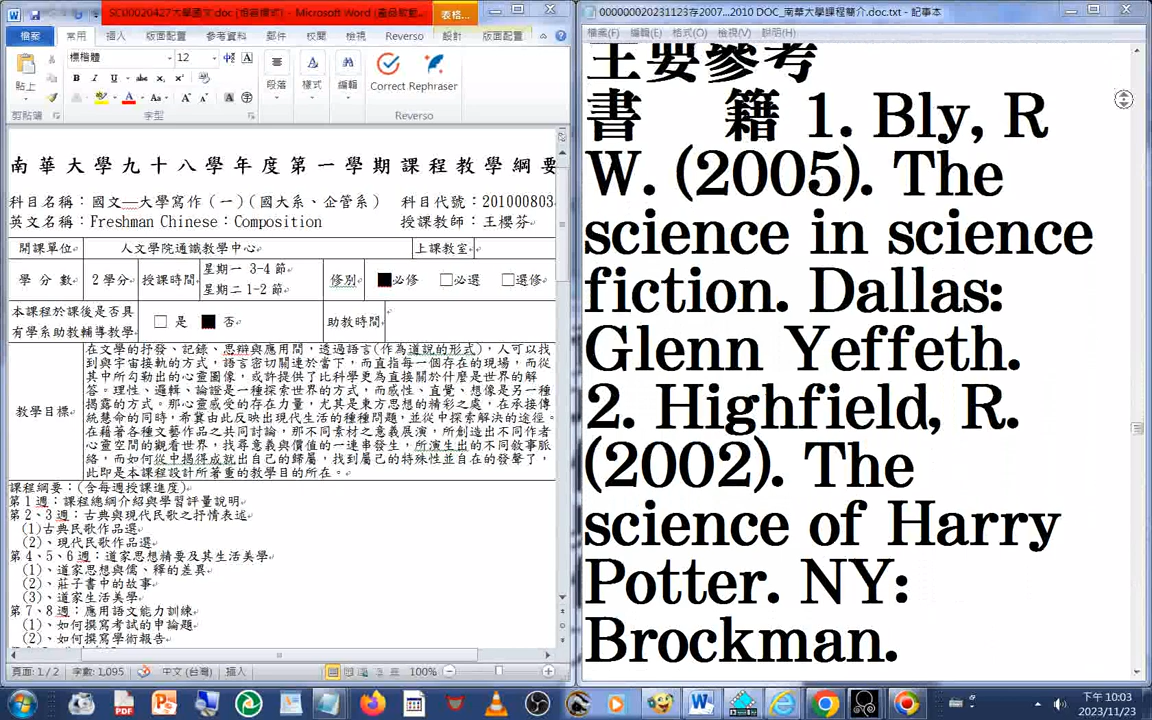 SC00020427大學國文.doc [相容模式] - Microsoft Word (產品啟動...
表格...
檔案
常用
插入
版面配置
參考資料
郵件
校閱
檢視
Reverso
設計
版面配置
標楷體
12
貼上
段落
樣式
編輯
Correct Rephraser
剪貼簿
字型
Reverso
南華大學九十八學年度第一學期課程教學綱要
科目名稱：國文—大學寫作（一）(國大系、企管系) 科目代號：201000803
英文名稱：Freshman Chinese：Composition 授課教師：王櫻芬
開課單位 人文學院通識教學中心 上課教室
學 分 數 2學分 授課時間 星期一 3-4節
星期二1-2節
修別 ■必修 □必選 □選修
本課程於課後是否具
有學系助教輔導教學
□ 是 ■ 否 助教時間
教學目標
在文學的抒發、記錄、思辯與應用間，透過語言(作為道說的形式)，人可以找
到與宇宙接軌的方式，語言密切關連於當下，而直指每一個存在的現場，而從
其中所勾勒出的心靈圖像，或許提供了比科學更為直接關於什麼是世界的解
答。理性、邏輯、論證是一種探索世界的方式，而感性、直覺、想像是另一種
揭露的方式。那心靈感受的存在力量，尤其是東方思想的精彩之處，在承接傳
統慧命的同時，希冀由此反映出現代生活的種種問題，並從中探索解決的途徑。
在藉著各種文藝作品之共同討論，那不同素材之意義展演，所創造出不同作者
心靈空間的觀看世界，找尋意義與價值的一連串發生，所演生出的不同敘事脈
絡，而如何從中揭得成就出自己的歸屬，找到屬己的特殊性並自在的發聲了，
此即是本課程設計所著重的教學目的所在。
課程綱要：(含每週授課進度)
第1週：課程總綱介紹與學習評量說明
第2、3週：古典與現代民歌之抒情表述
(1)古典民歌作品選
(2)、現代民歌作品選
第4、5、6週：道家思想精要及其生活美學
(1)、道家思想與儒、釋的差異
(2)、莊子書中的故事
(3)、道家生活美學
第7、8週：應用語文能力訓練
(1)、如何撰寫考試的申論題
(2)、如何撰寫學術報告
頁面: 1 / 2 字數: 1,095 中文(台灣) 插入 100%
000000020231123存2007...2010 DOC_南華大學課程簡介.doc.txt - 記事本
檔案(F) 編輯(E) 格式(O) 檢視(V) 說明(H)
主要參考
書 籍 1. Bly, R
W. (2005). The
science in science
fiction. Dallas:
Glenn Yeffeth.
2. Highfield, R.
(2002). The
science of Harry
Potter. NY:
Brockman.
下午 10:03
2023/11/23